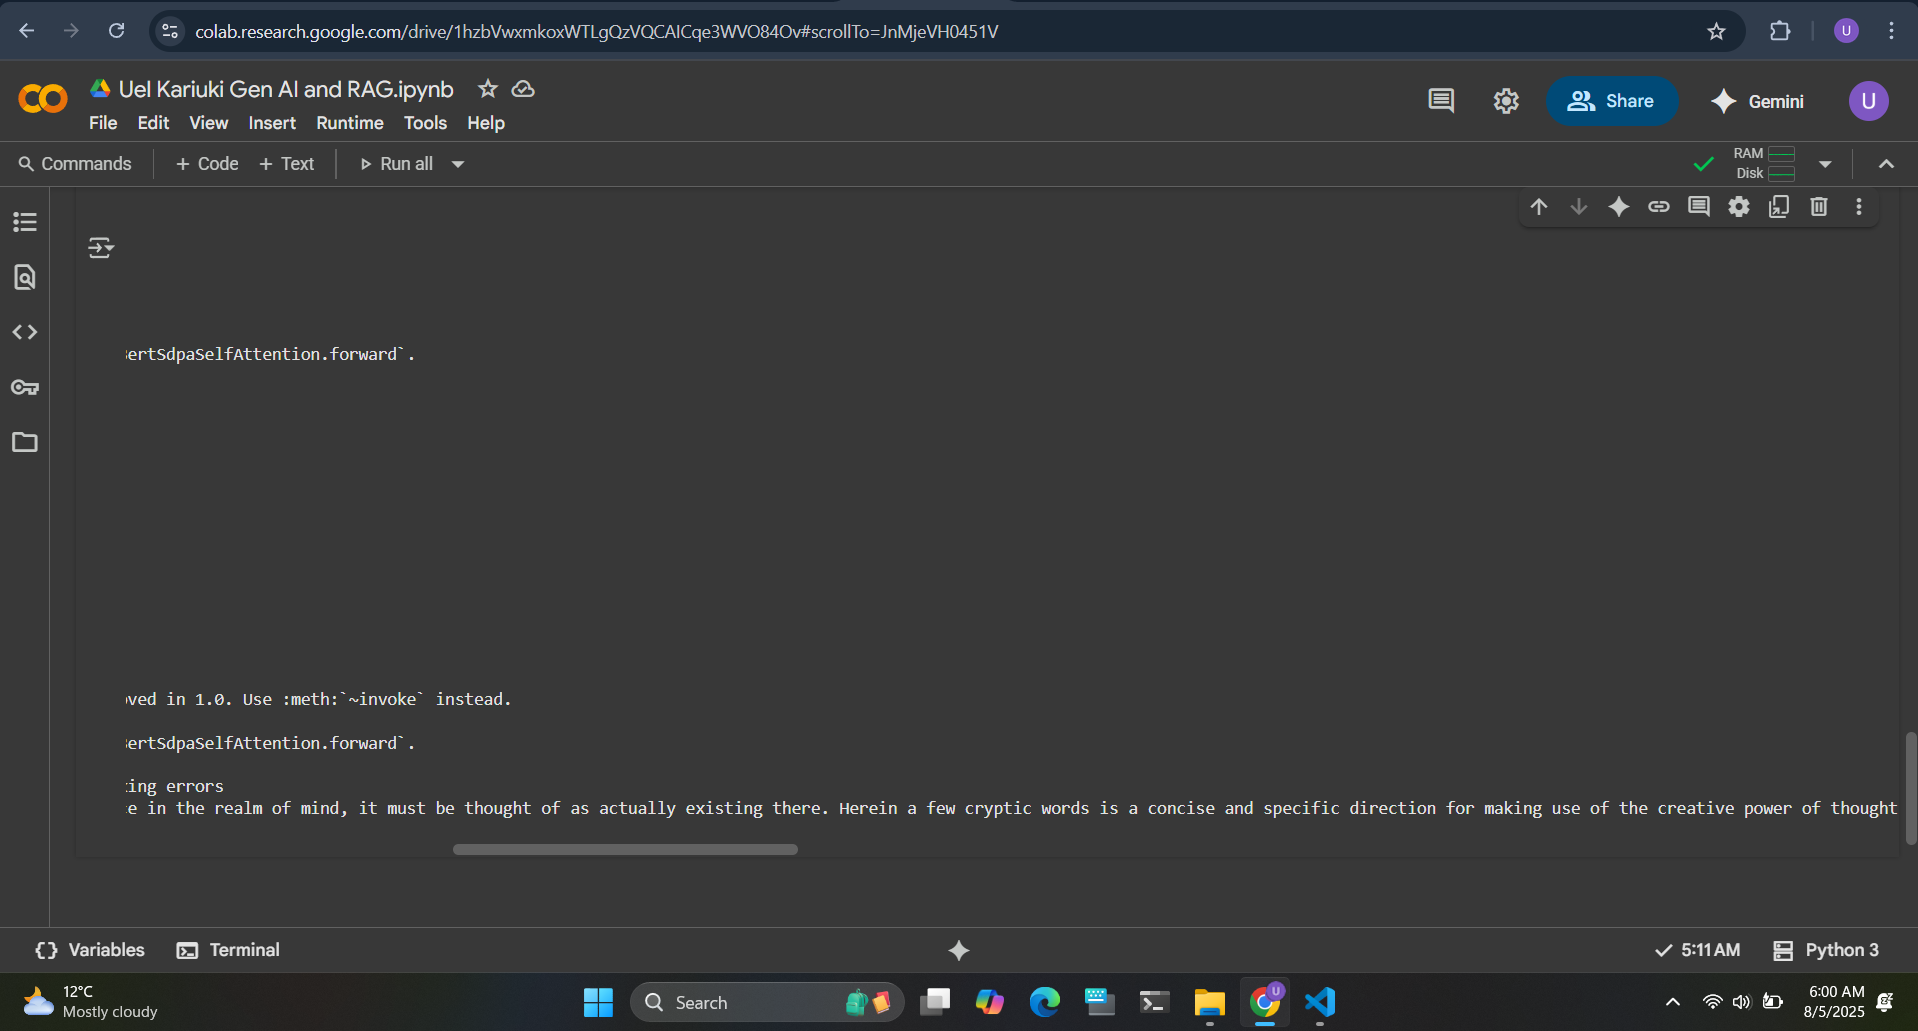 colab.research.google.com/drive/1hzbVwxmkoxWTLgQzVQCAICqe3WVO84Ov#scrollTo=JnMjeVH0451V
U
Uel Kariuki Gen AI and RAG.ipynb
File Edit View Insert Runtime Tools Help
Share
Gemini
U
Commands + Code + Text Run all
RAM
Disk
ertSdpaSelfAttention.forward`.
ved in 1.0. Use :meth:`~invoke` instead.
ertSdpaSelfAttention.forward`.
ing errors
e in the realm of mind, it must be thought of as actually existing there. Herein a few cryptic words is a concise and specific direction for making use of the creative power of thought
Variables Terminal
5:11 AM Python 3
12°C
Mostly cloudy
Search
U
6:00 AM
8/5/2025